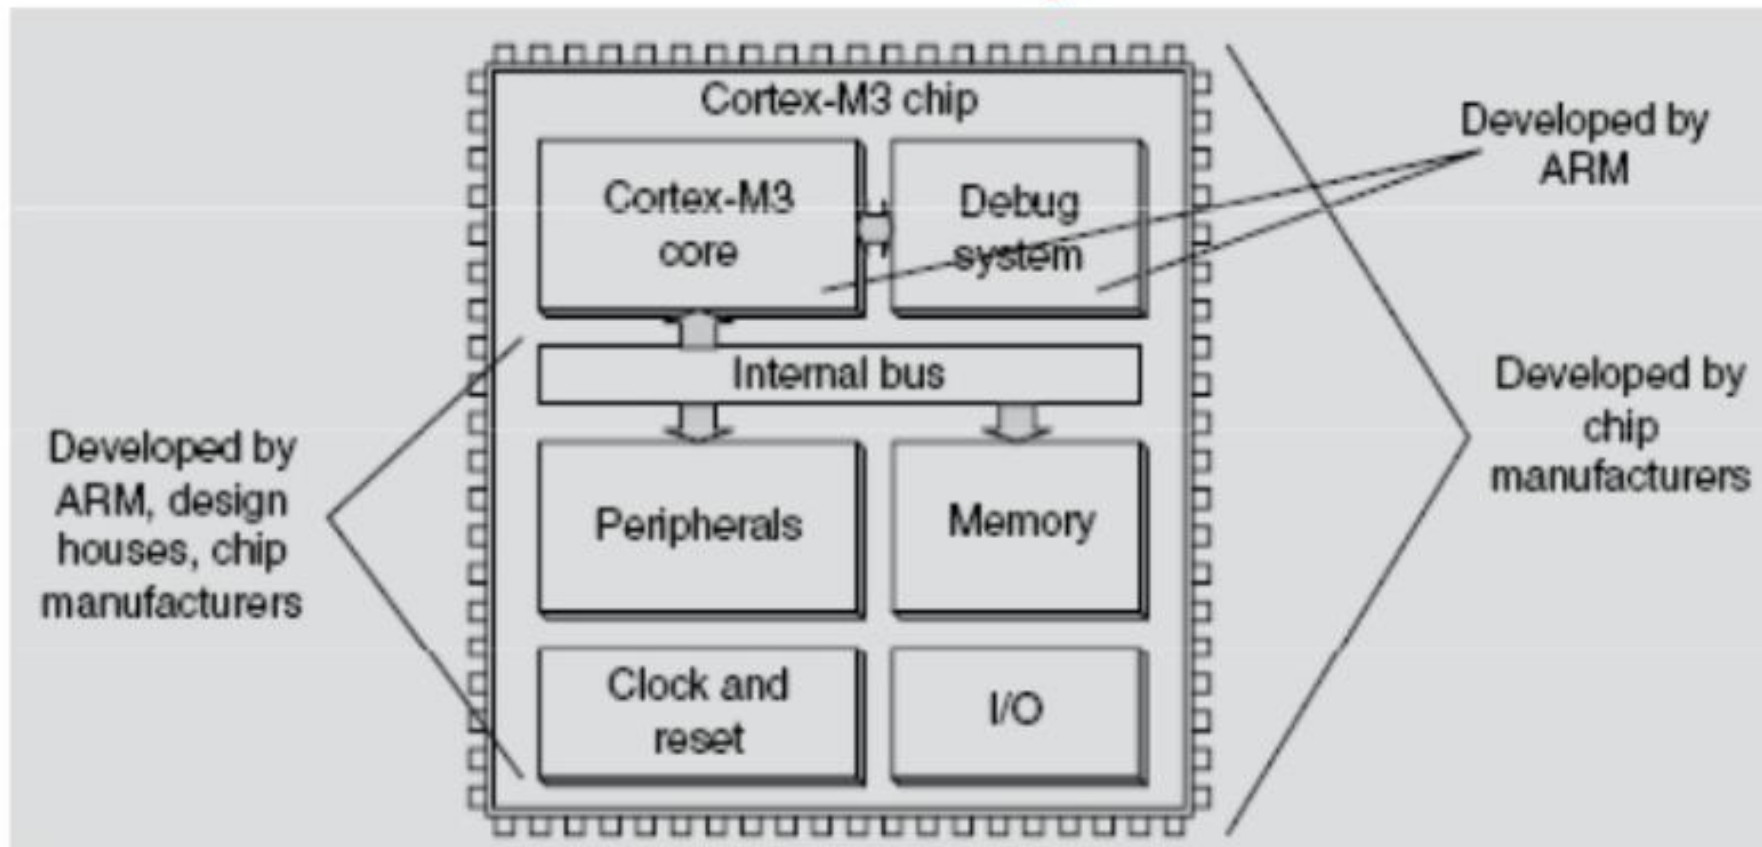 Cortex-M3 chip
Cortex-M3
core
Debug
system
Developed by
ARM
Internal bus
Developed by
ARM, design
houses, chip
manufacturers
Developed by
chip
manufacturers
Peripherals
Memory
Clock and
reset
I/O